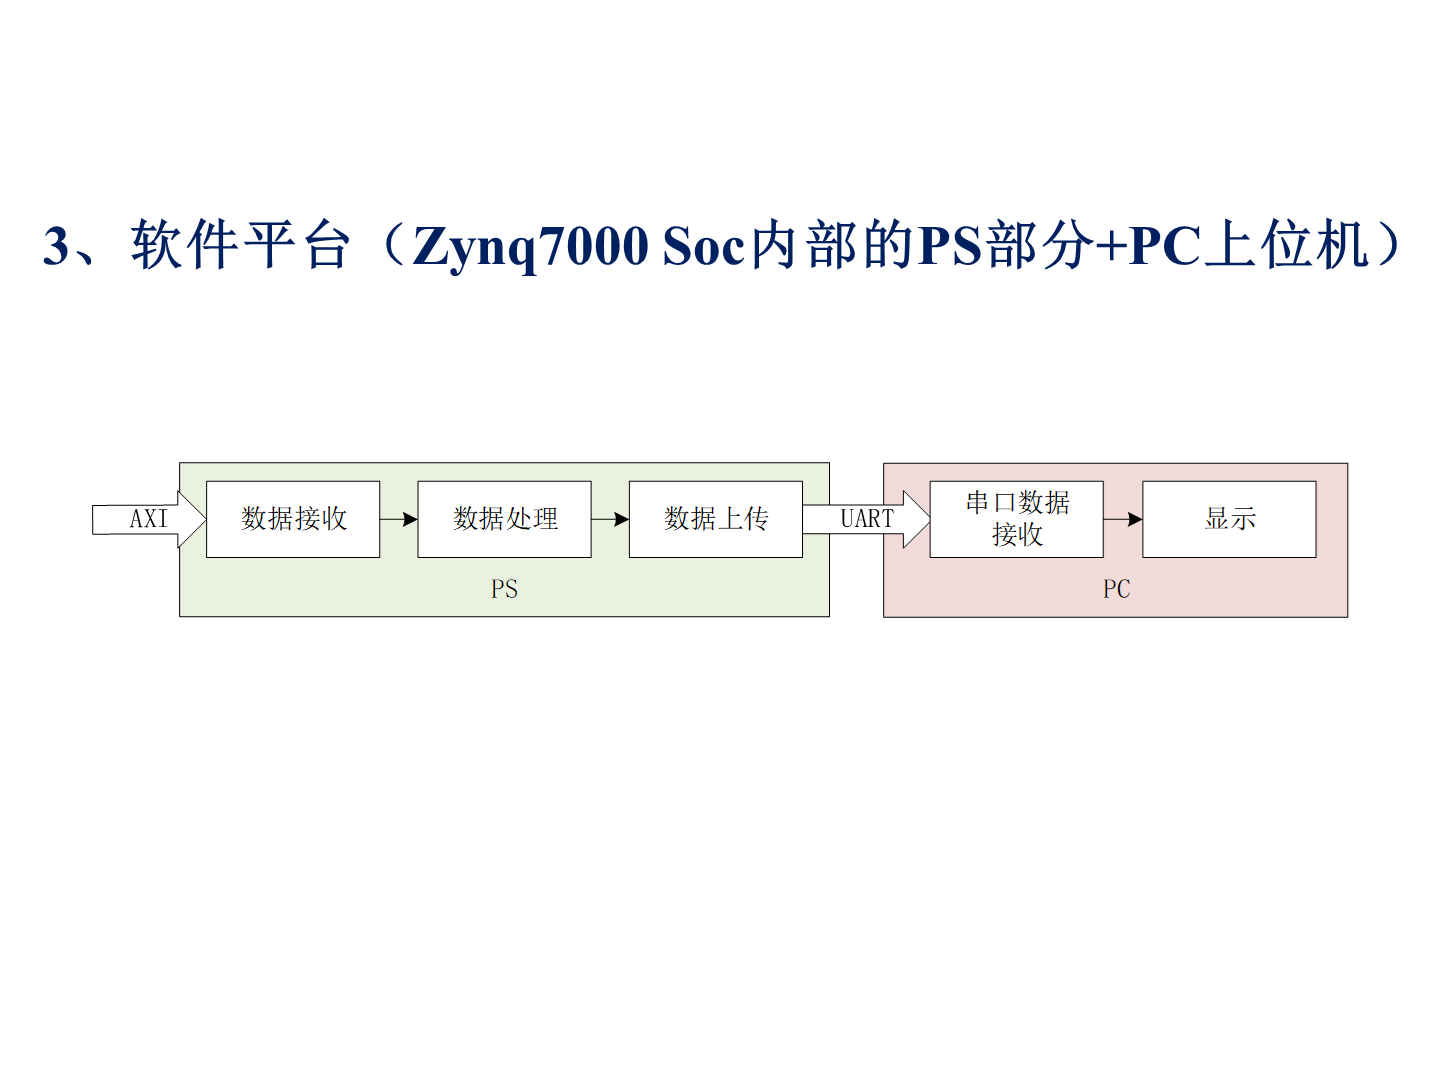 3、软件平台（Zynq7000 Soc内部的PS部分+PC上位机）
AXI
数据接收
数据处理
数据上传
UART
串口数据
接收
显示
PS
PC